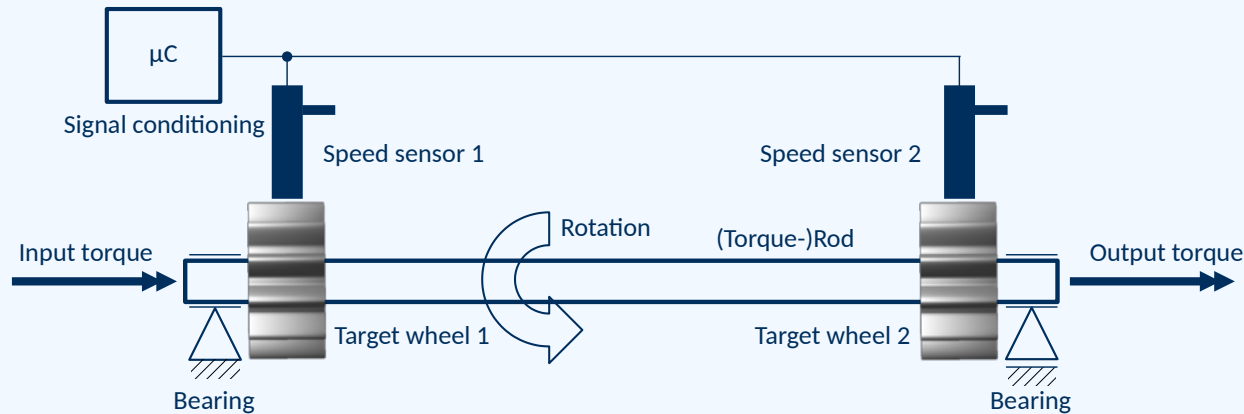 µC
Signal conditioning
Speed sensor 1
Speed sensor 2
Input torque
Rotation
(Torque-)Rod
Output torque
Target wheel 1
Target wheel 2
Bearing
Bearing